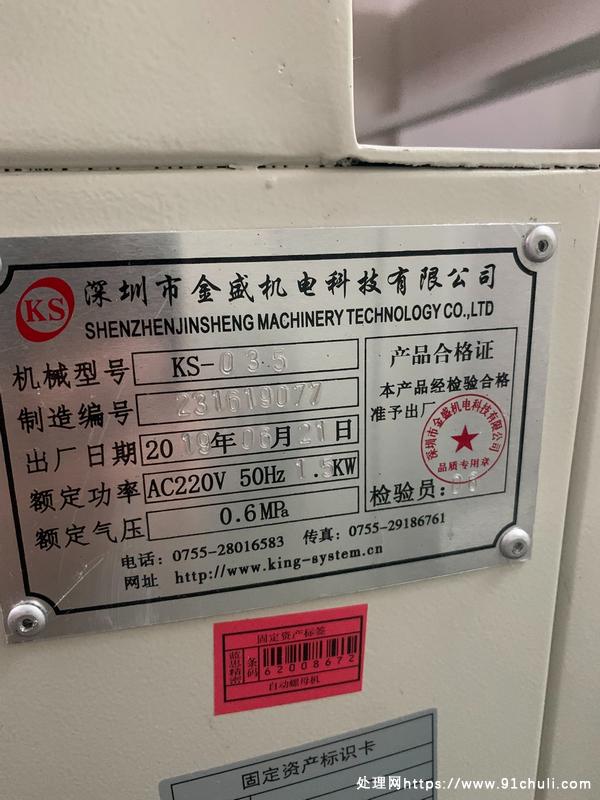 KS 深圳市金盛机电科技有限公司
SHENZHENJINSHENG MACHINERY TECHNOLOGY CO.,LTD
机械型号 KS-035
制造编号 231619077
出厂日期 2019年06月21日
额定功率 AC220V 50Hz 1.5KW
额定气压 0.6MPa
产品合格证
本产品经检验合格
准予出厂
深圳市金盛机电科技有限公司
品质专用章
检验员:
电话: 0755-28016583 传真: 0755-29186761
网址 http://www.king-system.cn
固定资产标签
蓝思精密
条码
62008672
自动螺母机
固定资产标识卡
处理网https://www.91chuli.com